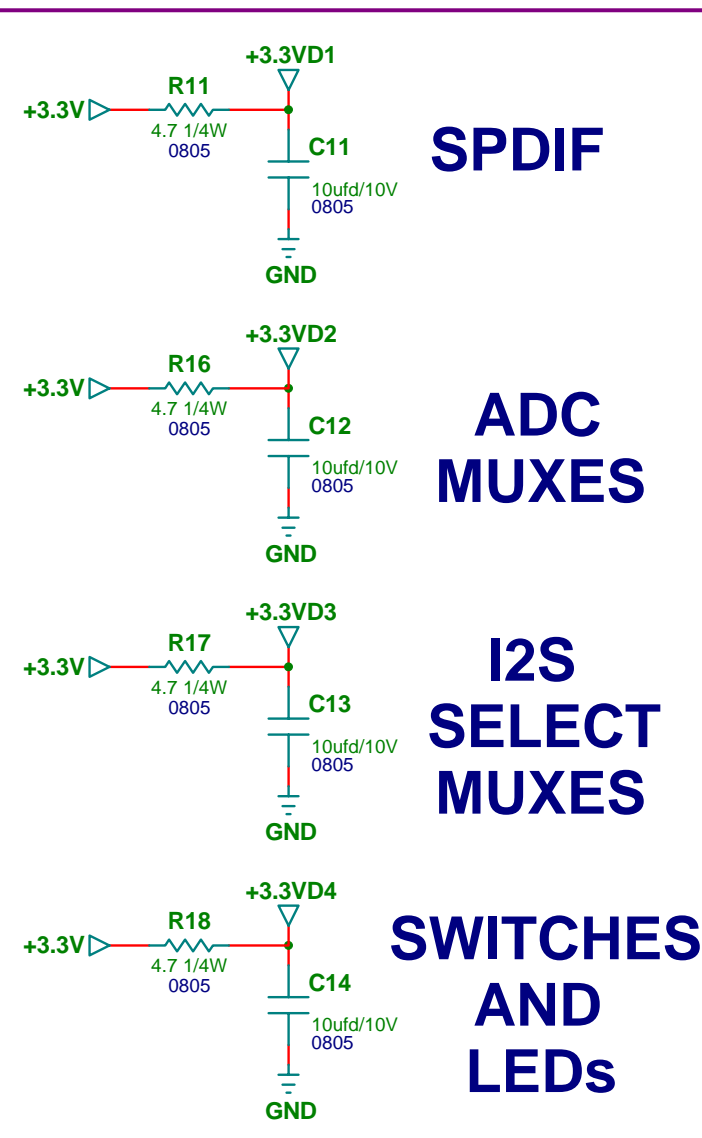 +3.3VD1
R11
+3.3V
4.7 1/4W
0805
C11
10ufd/10V
0805
GND
SPDIF
+3.3VD2
R16
+3.3V
4.7 1/4W
0805
C12
10ufd/10V
0805
GND
ADC
MUXES
+3.3VD3
R17
+3.3V
4.7 1/4W
0805
C13
10ufd/10V
0805
GND
I2S
SELECT
MUXES
+3.3VD4
R18
+3.3V
4.7 1/4W
0805
C14
10ufd/10V
0805
GND
SWITCHES
AND
LEDs